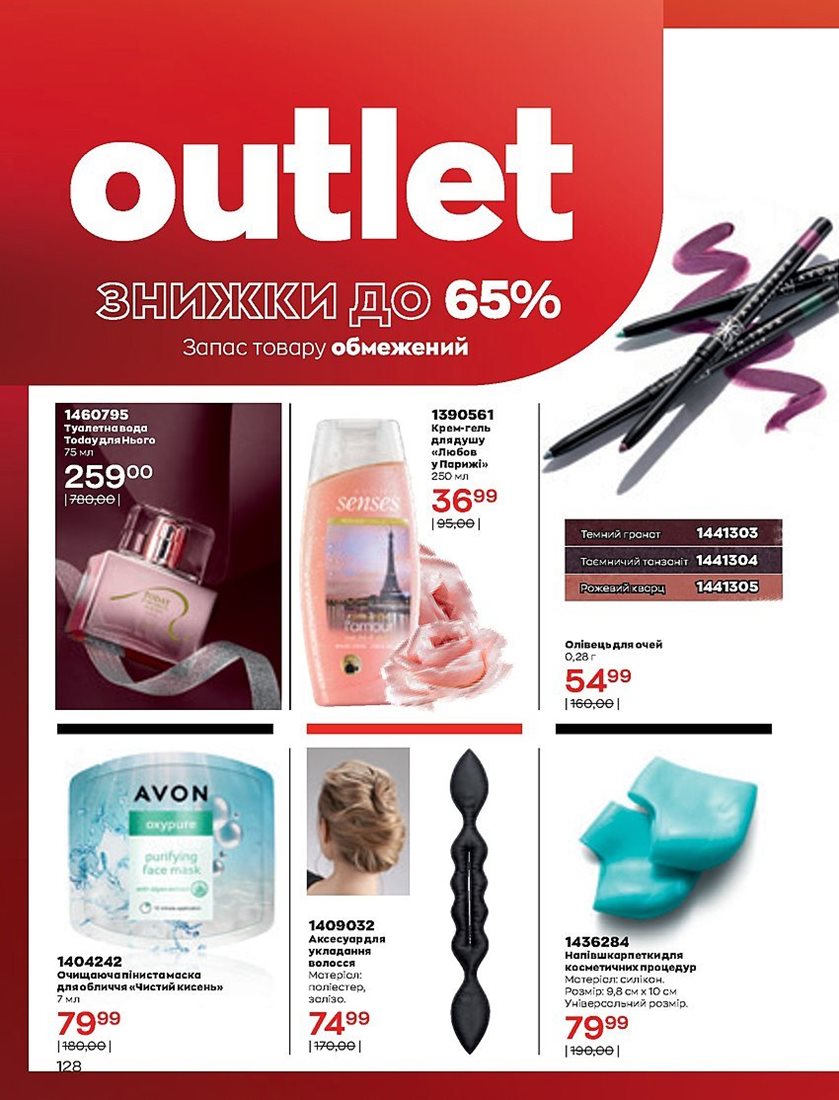 outlet
ЗНИЖКИ ДО 65%
Запас товару обмежений
1460795
Туалетна вода
Today для Нього
75 мл
259⁰⁰
|780,00|
TODAY
1390561
Крем-гель
для душу
«Любов
у Парижі»
250 мл
36⁹⁹
|95,00|
senses
l'amour
Темний гранат 1441303
Таємничий танзаніт 1441304
Рожевий кварц 1441305
Олівець для очей
0,28 г
54⁹⁹
|160,00|
AVON
oxypure
purifying
face mask
1404242
Очищаюча пініста маска
для обличчя «Чистий кисень»
7 мл
79⁹⁹
|180,00|
1409032
Аксесуар для
укладання
волосся
Матеріал:
поліестер,
залізо.
74⁹⁹
|170,00|
1436284
Напівшкарпетки для
косметичних процедур
Матеріал: силікон.
Розмір: 9,8 см х 10 см
Універсальний розмір.
79⁹⁹
|190,00|
128